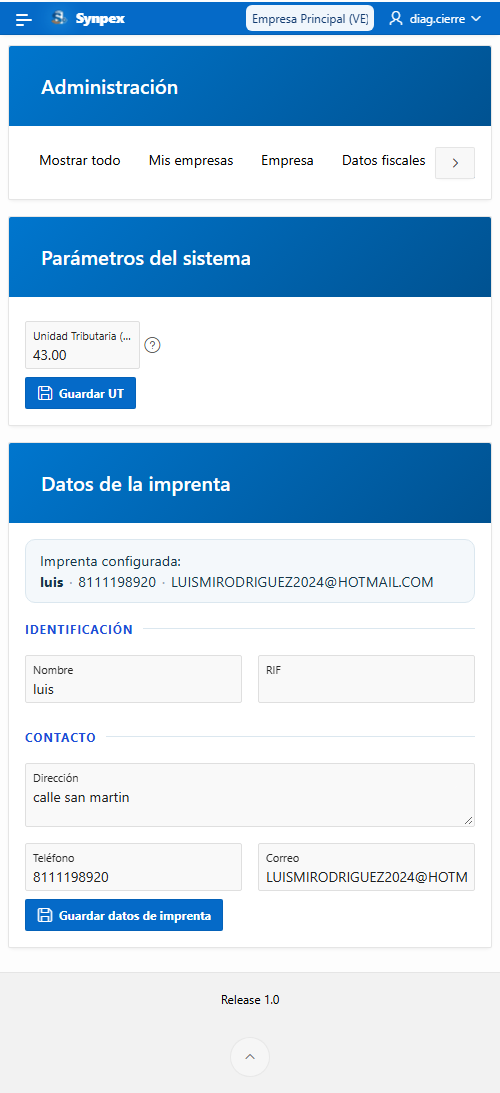 Synpex
Empresa Principal (VE)
diag.cierre
Administración
Mostrar todo
Mis empresas
Empresa
Datos fiscales
Parámetros del sistema
Unidad Tributaria (...
43.00
?
Guardar UT
Datos de la imprenta
Imprenta configurada:
luis · 8111198920 · LUISMIRODRIGUEZ2024@HOTMAIL.COM
IDENTIFICACIÓN
Nombre
luis
RIF
CONTACTO
Dirección
calle san martin
Teléfono
8111198920
Correo
LUISMIRODRIGUEZ2024@HOTM
Guardar datos de imprenta
Release 1.0